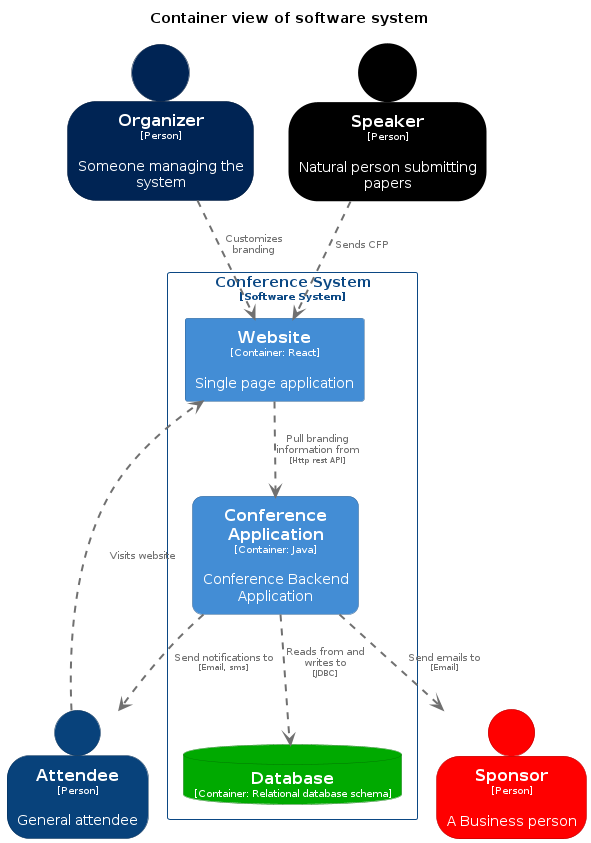 Container view of software system
Organizer
[Person]
Someone managing the
system
Speaker
[Person]
Natural person submitting
papers
Customizes
branding
Sends CFP
Conference System
[Software System]
Website
[Container: React]
Single page application
Pull branding
information from
[Http rest API]
Conference
Application
[Container: Java]
Conference Backend
Application
Visits website
Send notifications to
[Email, sms]
Reads from and
writes to
[JDBC]
Send emails to
[Email]
Attendee
[Person]
General attendee
Database
[Container: Relational database schema]
Sponsor
[Person]
A Business person